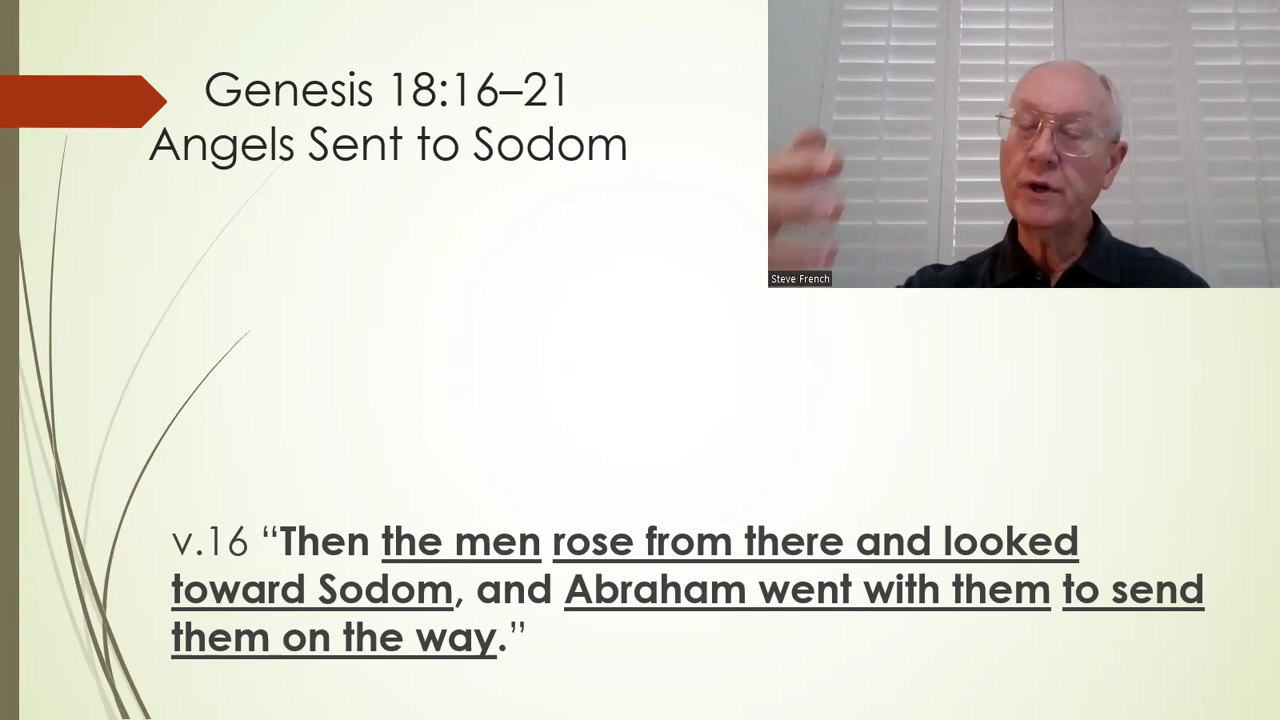 Genesis 18:16–21
Angels Sent to Sodom
Steve French
v.16 “Then the men rose from there and looked
toward Sodom, and Abraham went with them to send
them on the way.”